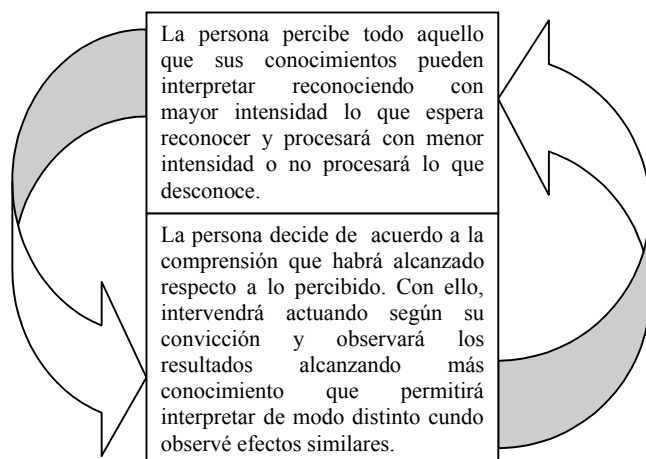 La persona percibe todo aquello
que sus conocimientos pueden
interpretar reconociendo con
mayor intensidad lo que espera
reconocer y procesará con menor
intensidad o no procesará lo que
desconoce.
La persona decide de acuerdo a la
comprensión que habrá alcanzado
respecto a lo percibido. Con ello,
intervendrá actuando según su
convicción y observará los
resultados alcanzando más
conocimiento que permitirá
interpretar de modo distinto cundo
observé efectos similares.